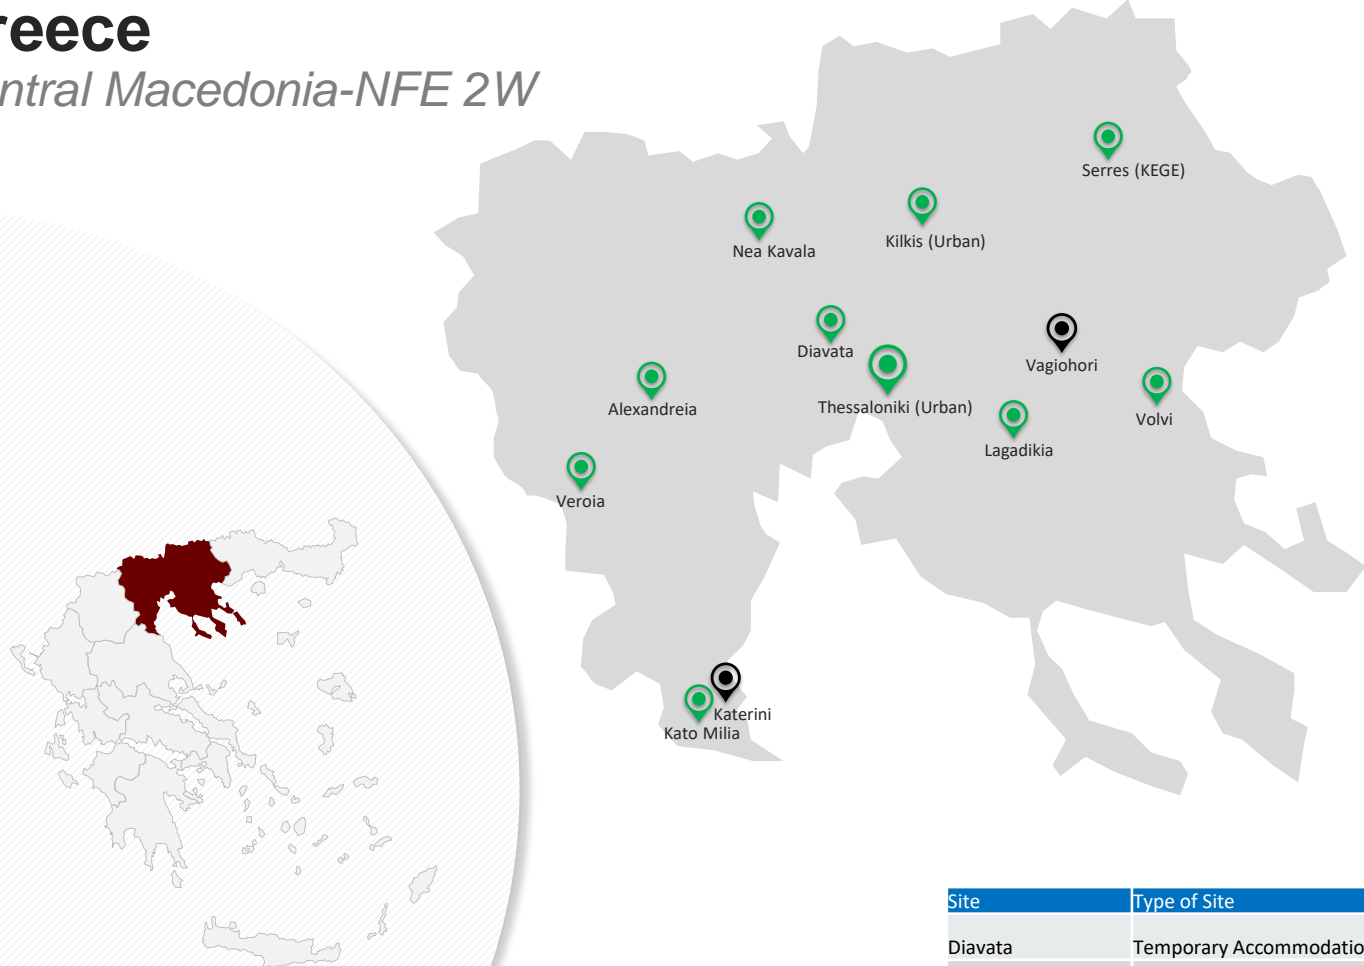 reece
ntral Macedonia-NFE 2W
Serres (KEGE)
Kilkis (Urban)
Nea Kavala
Diavata
Vagiohori
Alexandreia
Thessaloniki (Urban)
Volvi
Lagadikia
Veroia
Katerini
Kato Milia
Site Type of Site
Diavata Temporary Accommodatio